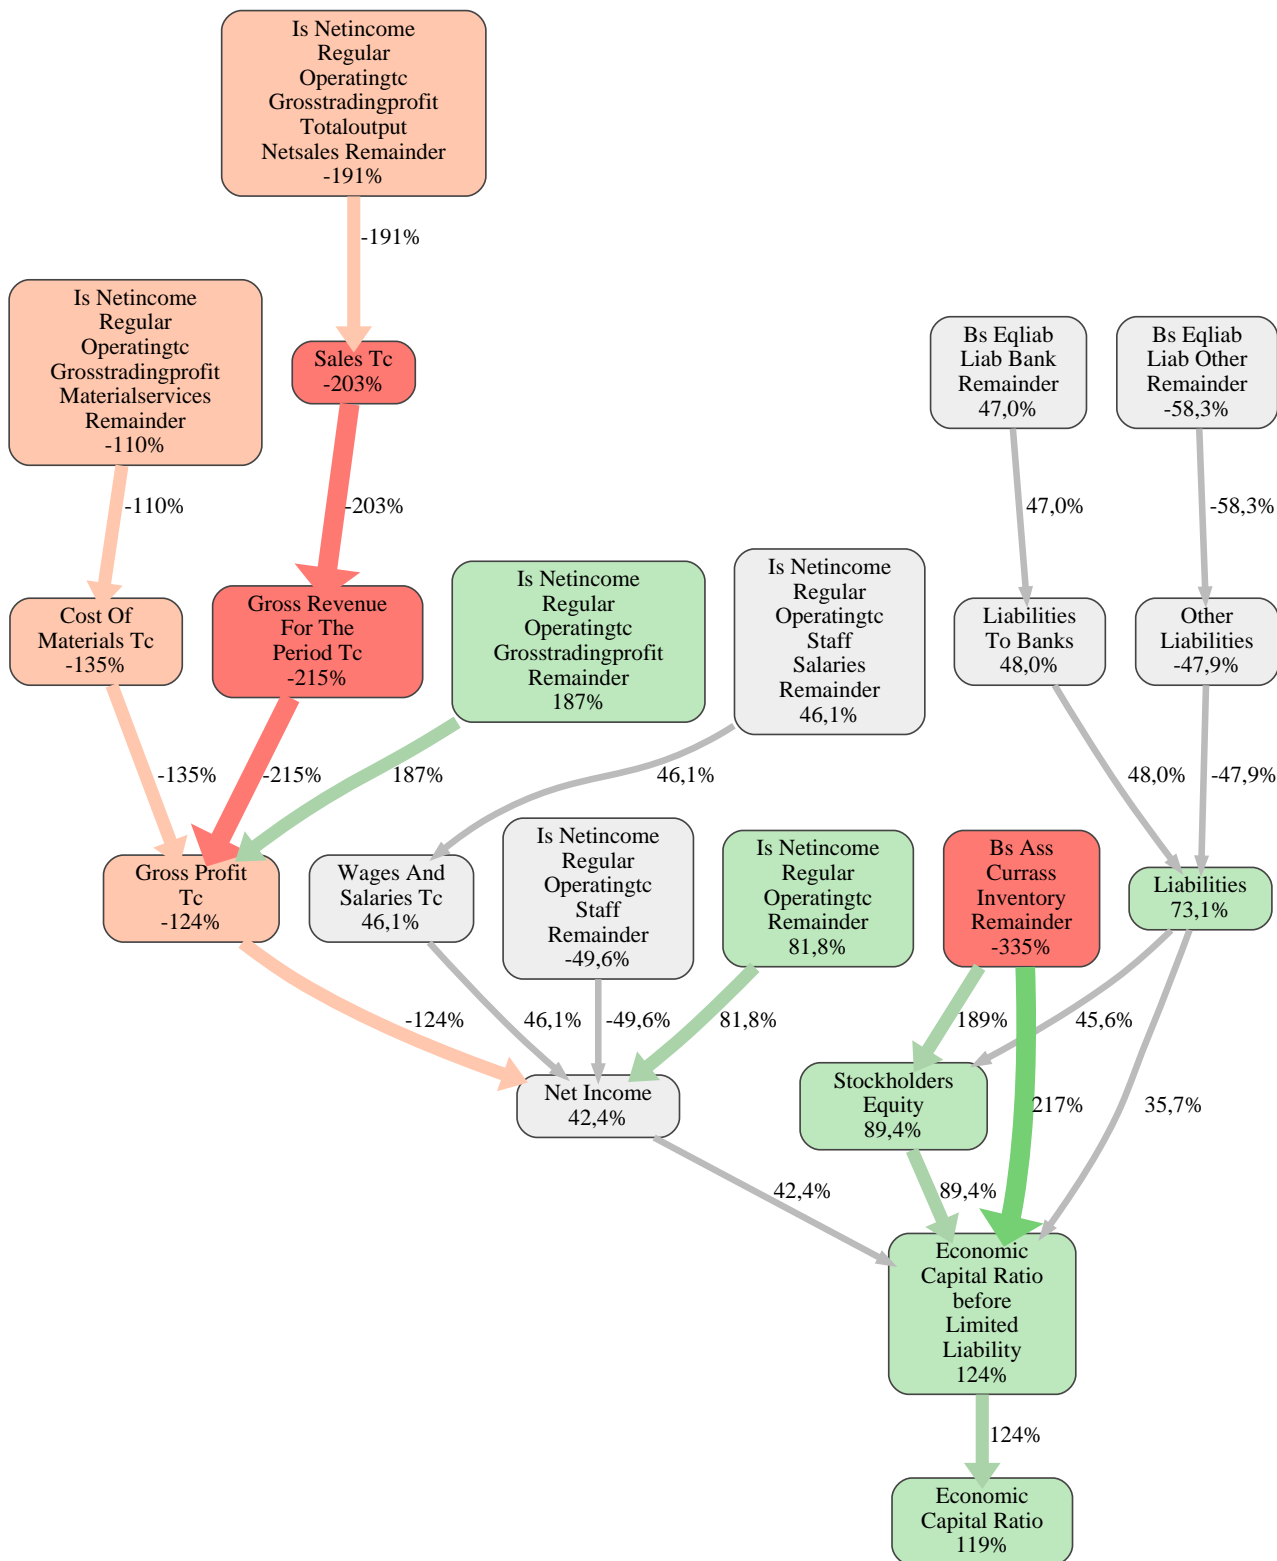 Is Netincome
Regular
Operatingtc
Grosstradingprofit
Totaloutput
Netsales Remainder
-191%
-191%
Is Netincome
Regular
Operatingtc
Grosstradingprofit
Materialservices
Remainder
-110%
Sales Tc
-203%
Bs Eqliab
Liab Bank
Remainder
47,0%
Bs Eqliab
Liab Other
Remainder
-58,3%
-110%
-203%
47,0%
-58,3%
Cost Of
Materials Tc
-135%
Gross Revenue
For The
Period Tc
-215%
Is Netincome
Regular
Operatingtc
Grosstradingprofit
Remainder
187%
Is Netincome
Regular
Operatingtc
Staff
Salaries
Remainder
46,1%
Liabilities
To Banks
48,0%
Other
Liabilities
-47,9%
-135%
-215%
187%
46,1%
48,0%
-47,9%
Gross Profit
Tc
-124%
Wages And
Salaries Tc
46,1%
Is Netincome
Regular
Operatingtc
Staff
Remainder
-49,6%
Is Netincome
Regular
Operatingtc
Remainder
81,8%
Bs Ass
Currass
Inventory
Remainder
-335%
Liabilities
73,1%
-124%
46,1%
-49,6%
81,8%
189%
45,6%
Net Income
42,4%
Stockholders
Equity
89,4%
217%
35,7%
42,4%
89,4%
Economic
Capital Ratio
before
Limited
Liability
124%
124%
Economic
Capital Ratio
119%